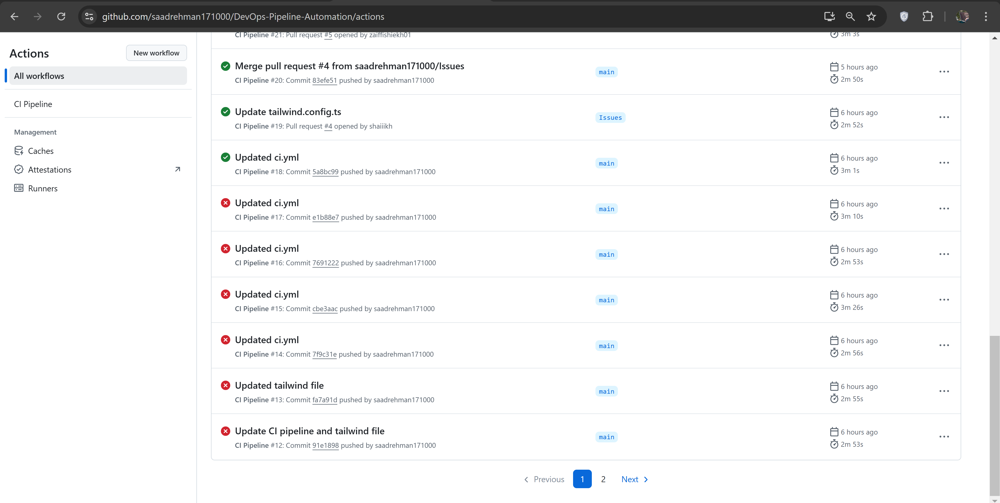 github.com/saadrehman171000/DevOps-Pipeline-Automation/actions
Actions
New workflow
All workflows
CI Pipeline
Management
Caches
Attestations
Runners
CI Pipeline #21: Pull request #5 opened by zaiffishiekh01
3m 3s
Merge pull request #4 from saadrehman171000/Issues
CI Pipeline #20: Commit 83efe51 pushed by saadrehman171000
main
5 hours ago
2m 50s
Update tailwind.config.ts
CI Pipeline #19: Pull request #4 opened by shaiiikh
Issues
6 hours ago
2m 52s
Updated ci.yml
CI Pipeline #18: Commit 5a8bc99 pushed by saadrehman171000
main
6 hours ago
3m 1s
Updated ci.yml
CI Pipeline #17: Commit e1b88e7 pushed by saadrehman171000
main
6 hours ago
3m 10s
Updated ci.yml
CI Pipeline #16: Commit 7691222 pushed by saadrehman171000
main
6 hours ago
2m 53s
Updated ci.yml
CI Pipeline #15: Commit cbe3aac pushed by saadrehman171000
main
6 hours ago
3m 26s
Updated ci.yml
CI Pipeline #14: Commit 7f9c31e pushed by saadrehman171000
main
6 hours ago
2m 56s
Updated tailwind file
CI Pipeline #13: Commit fa7a91d pushed by saadrehman171000
main
6 hours ago
2m 55s
Update CI pipeline and tailwind file
CI Pipeline #12: Commit 91e1898 pushed by saadrehman171000
main
6 hours ago
2m 53s
Previous 1 2 Next